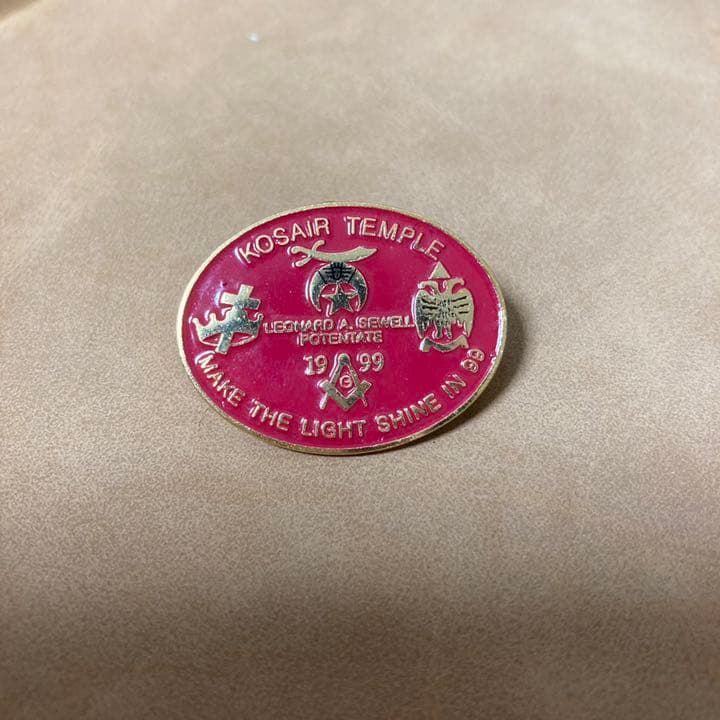 KOSAIR TEMPLE
LEONARD A. SEWELL
POTENTATE
19 99
G
MAKE THE LIGHT SHINE IN 99